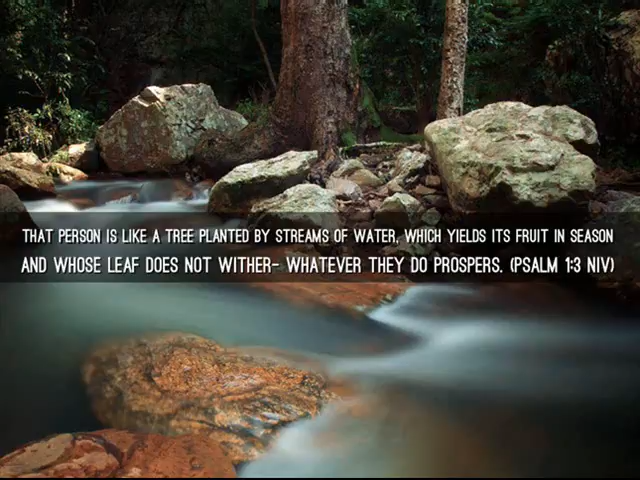 THAT PERSON IS LIKE A TREE PLANTED BY STREAMS OF WATER, WHICH YIELDS ITS FRUIT IN SEASON
AND WHOSE LEAF DOES NOT WITHER- WHATEVER THEY DO PROSPERS. (PSALM 1:3 NIV)